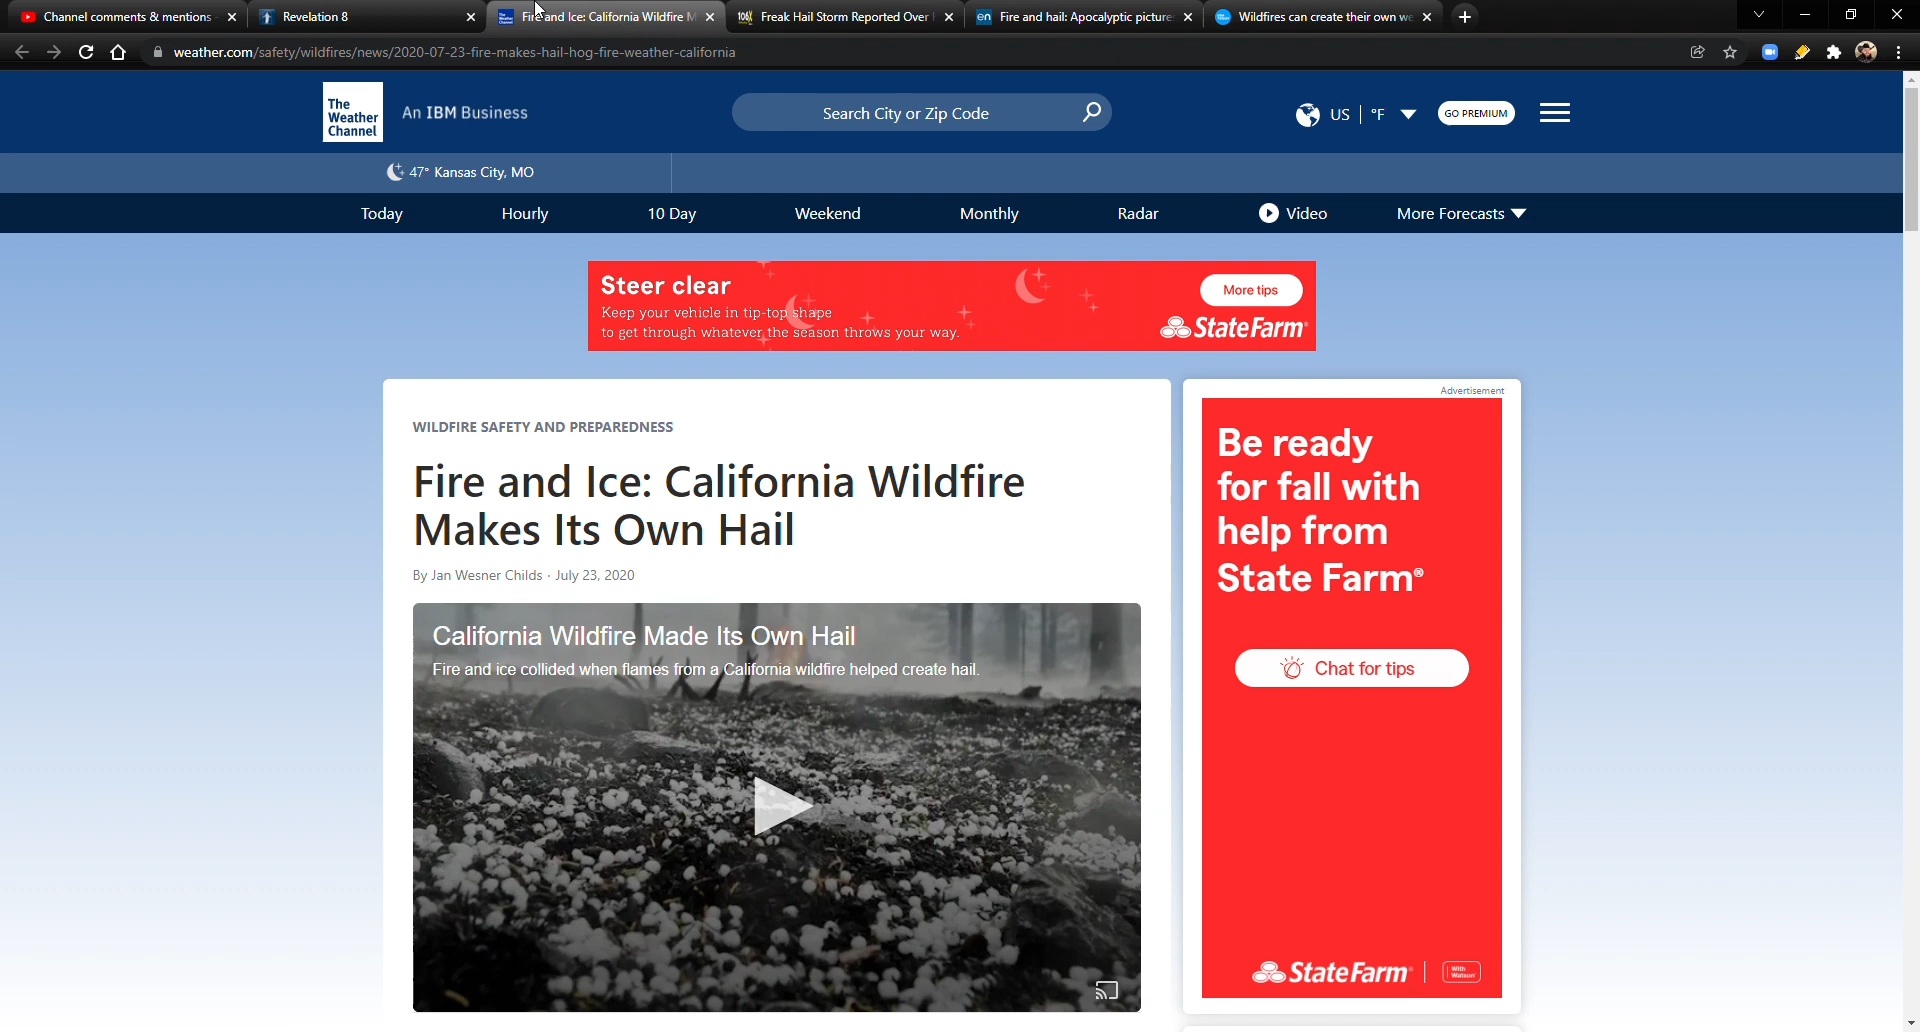 Channel comments & mentions
Revelation 8
Fire and Ice: California Wildfire M
Freak Hail Storm Reported Over
Fire and hail: Apocalyptic picture
Wildfires can create their own we
weather.com/safety/wildfires/news/2020-07-23-fire-makes-hail-hog-fire-weather-california
The
Weather
Channel
An IBM Business
Search City or Zip Code
US
°F
GO PREMIUM
47° Kansas City, MO
Today
Hourly
10 Day
Weekend
Monthly
Radar
Video
More Forecasts
Steer clear
Keep your vehicle in tip-top shape
to get through whatever the season throws your way.
More tips
StateFarm
WILDFIRE SAFETY AND PREPAREDNESS
Fire and Ice: California Wildfire
Makes Its Own Hail
By Jan Wesner Childs · July 23, 2020
California Wildfire Made Its Own Hail
Fire and ice collided when flames from a California wildfire helped create hail.
Advertisement
Be ready
for fall with
help from
State Farm®
Chat for tips
StateFarm
With
Watson